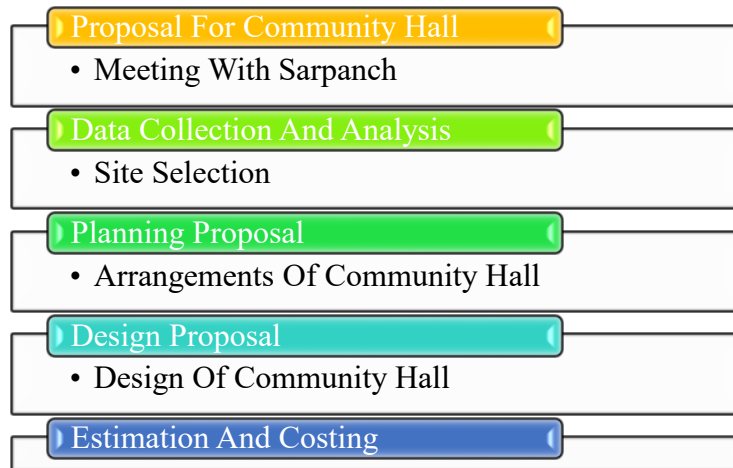 Proposal For Community Hall
• Meeting With Sarpanch
Data Collection And Analysis
• Site Selection
Planning Proposal
• Arrangements Of Community Hall
Design Proposal
• Design Of Community Hall
Estimation And Costing